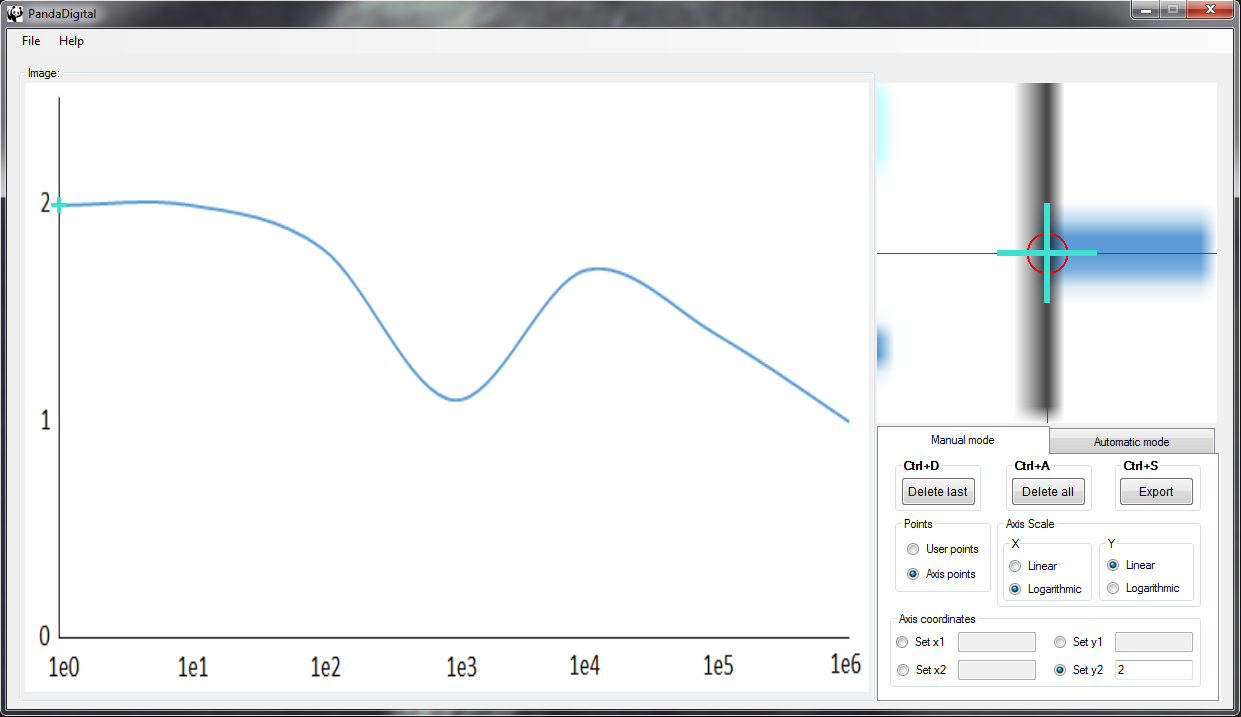 PandaDigital
File Help
Image:
2
1
0
1e0 1e1 1e2 1e3 1e4 1e5 1e6
Manual mode Automatic mode
Ctrl+D Ctrl+A Ctrl+S
Delete last Delete all Export
Points Axis Scale
X Y
User points Linear Linear
Axis points Logarithmic Logarithmic
Axis coordinates
Set x1 Set y1
Set x2 Set y2 2